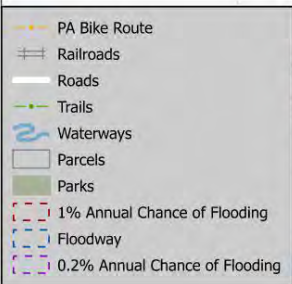 PA Bike Route
Railroads
Roads
Trails
Waterways
Parcels
Parks
1% Annual Chance of Flooding
Floodway
0.2% Annual Chance of Flooding